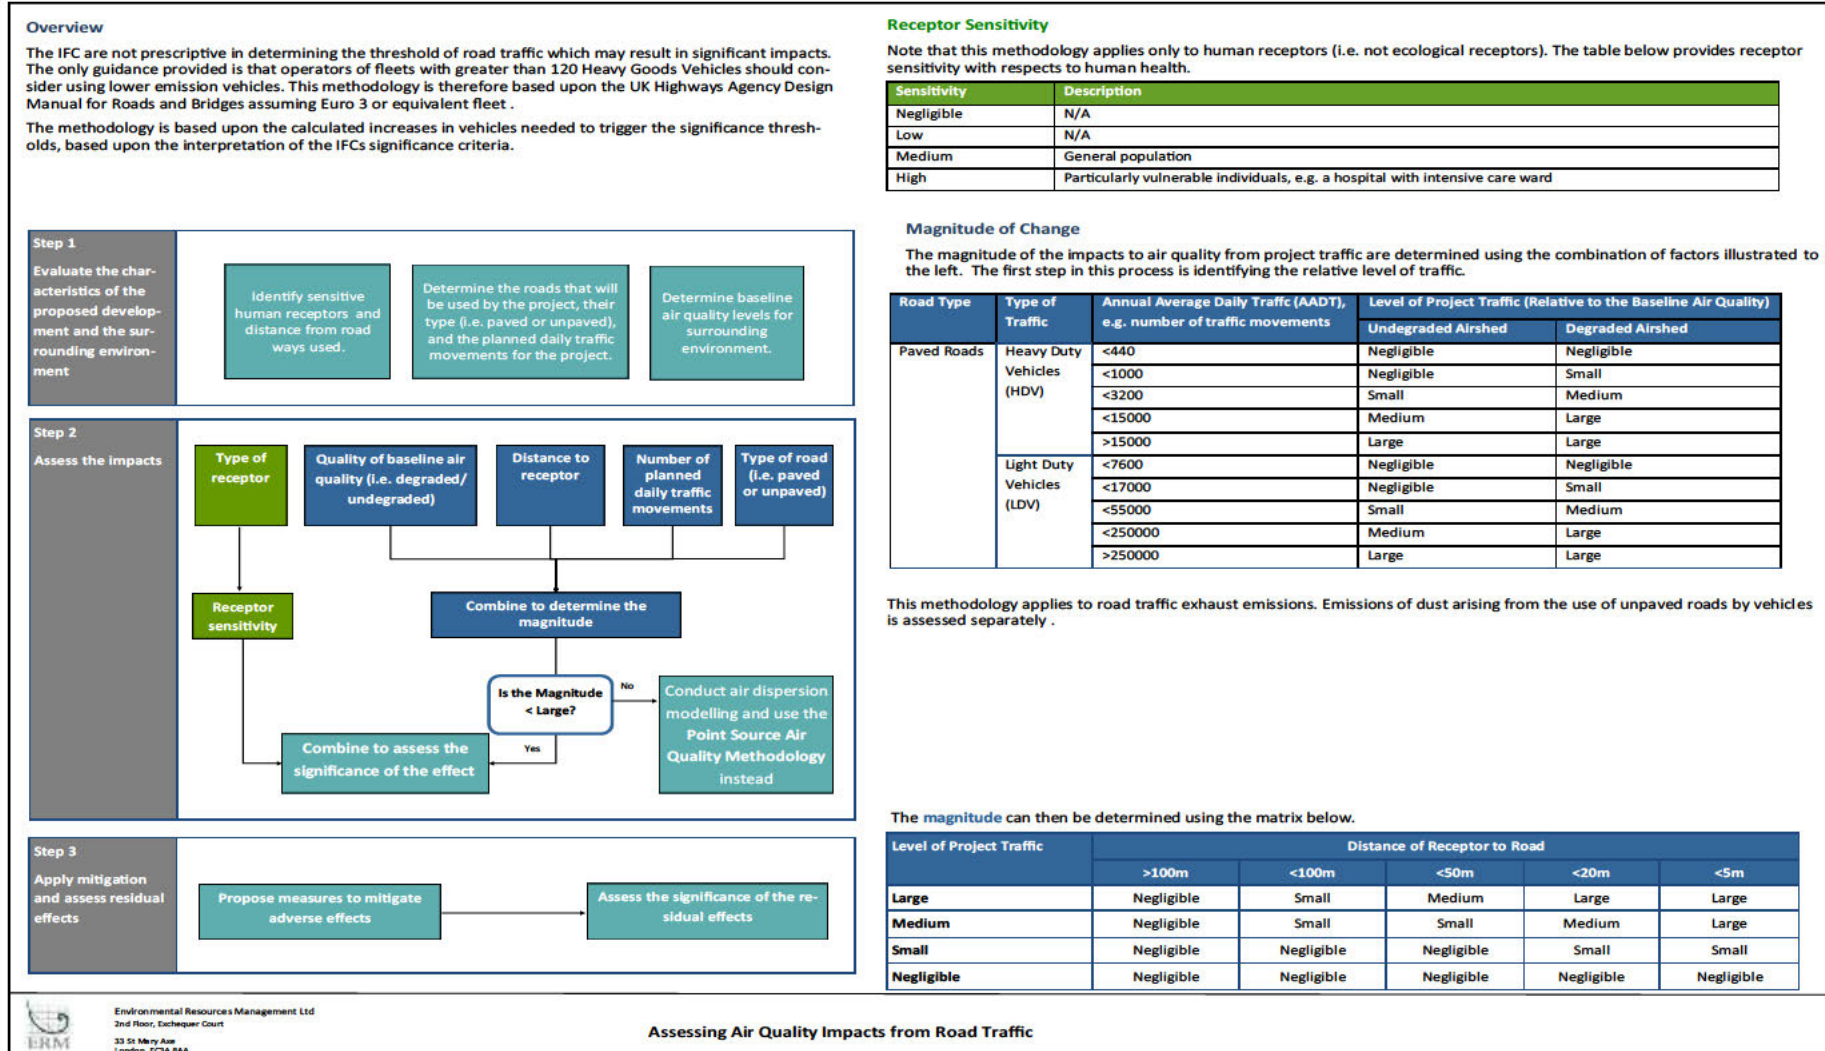 Overview
The IFC are not prescriptive in determining the threshold of road traffic which may result in significant impacts.
The only guidance provided is that operators of fleets with greater than 120 Heavy Goods Vehicles should con-
sider using lower emission vehicles. This methodology is therefore based upon the UK Highways Agency Design
Manual for Roads and Bridges assuming Euro 3 or equivalent fleet .
The methodology is based upon the calculated increases in vehicles needed to trigger the significance thresh-
olds, based upon the interpretation of the IFCs significance criteria.
Step 1
Evaluate the char-
acteristics of the
proposed develop-
ment and the sur-
rounding environ-
ment
Identify sensitive
human receptors and
distance from road
ways used.
Determine the roads that will
be used by the project, their
type (i.e. paved or unpaved),
and the planned daily traffic
movements for the project.
Determine baseline
air quality levels for
surrounding
environment.
Step 2
Assess the impacts
Type of
receptor
Quality of baseline air
quality (i.e. degraded/
undegraded)
Distance to
receptor
Number of
planned
daily traffic
movements
Type of road
(i.e. paved
or unpaved)
Receptor
sensitivity
Combine to determine the
magnitude
Is the Magnitude
< Large?
No
Yes
Conduct air dispersion
modelling and use the
Point Source Air
Quality Methodology
instead
Combine to assess the
significance of the effect
Step 3
Apply mitigation
and assess residual
effects
Propose measures to mitigate
adverse effects
Assess the significance of the re-
sidual effects
Receptor Sensitivity
Note that this methodology applies only to human receptors (i.e. not ecological receptors). The table below provides receptor
sensitivity with respects to human health.
Sensitivity Description
Negligible N/A
Low N/A
Medium General population
High Particularly vulnerable individuals, e.g. a hospital with intensive care ward
Magnitude of Change
The magnitude of the impacts to air quality from project traffic are determined using the combination of factors illustrated to
the left. The first step in this process is identifying the relative level of traffic.
Road Type
Type of
Traffic
Annual Average Daily Traffc (AADT),
e.g. number of traffic movements
Level of Project Traffic (Relative to the Baseline Air Quality)
Undegraded Airshed Degraded Airshed
Paved Roads
Heavy Duty
Vehicles
(HDV)
<440 Negligible Negligible
<1000 Negligible Small
<3200 Small Medium
<15000 Medium Large
>15000 Large Large
Light Duty
Vehicles
(LDV)
<7600 Negligible Negligible
<17000 Negligible Small
<55000 Small Medium
<250000 Medium Large
>250000 Large Large
This methodology applies to road traffic exhaust emissions. Emissions of dust arising from the use of unpaved roads by vehicles
is assessed separately .
The magnitude can then be determined using the matrix below.
Level of Project Traffic Distance of Receptor to Road
>100m <100m <50m <20m <5m
Large Negligible Small Medium Large Large
Medium Negligible Small Small Medium Large
Small Negligible Negligible Negligible Small Small
Negligible Negligible Negligible Negligible Negligible Negligible
ERM
Environmental Resources Management Ltd
2nd Floor, Exchequer Court
33 St Mary Axe
London, EC3A 8AA
Assessing Air Quality Impacts from Road Traffic